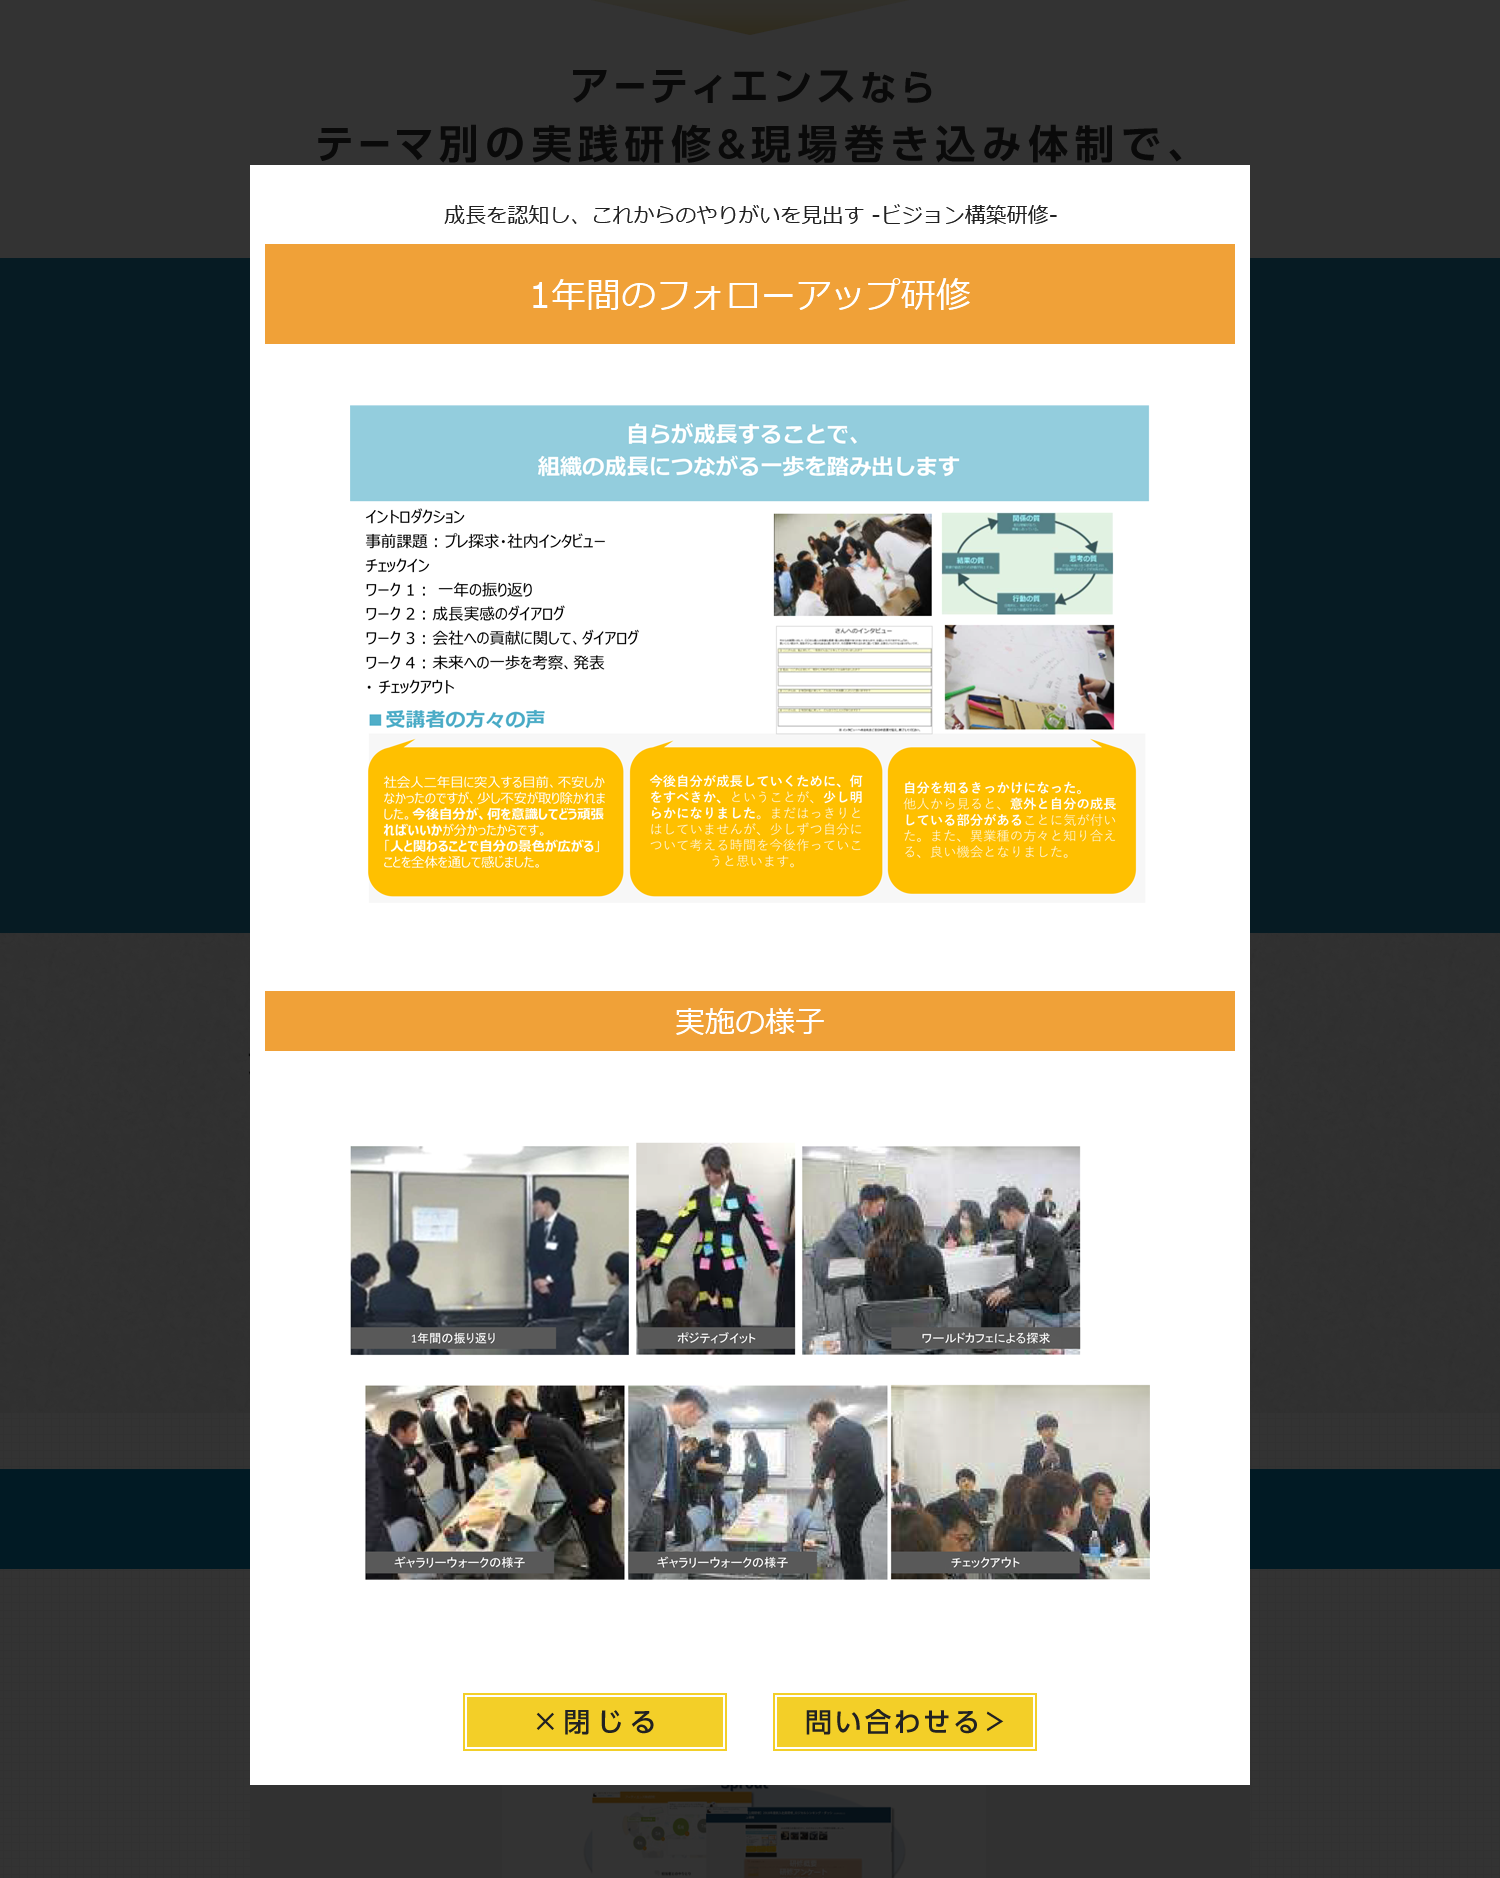 アーティエンスなら
テーマ別の実践研修&現場巻き込み体制で、
成長を認知し、これからのやりがいを見出す -ビジョン構築研修-
1年間のフォローアップ研修
自らが成長することで、
組織の成長につながる一歩を踏み出します
イントロダクション
事前課題：プレ探求・社内インタビュー
チェックイン
ワーク 1： 一年の振り返り
ワーク 2：成長実感のダイアログ
ワーク 3：会社への貢献に関して、ダイアログ
ワーク 4：未来への一歩を考察、発表
・ チェックアウト
関係の質
結果の質
思考の質
行動の質
さんへのインタビュー
■受講者の方々の声
社会人二年目に突入する目前、不安しか
なかったのですが、少し不安が取り除かれま
した。今後自分が、何を意識してどう頑張
ればいいかが分かったからです。
「人と関わることで自分の景色が広がる」
ことを全体を通して感じました。
今後自分が成長していくために、何
をすべきか、ということが、少し明
らかになりました。まだはっきりと
はしていませんが、少しずつ自分に
ついて考える時間を今後作っていこ
うと思います。
自分を知るきっかけになった。
他人から見ると、意外と自分の成長
している部分があることに気が付い
た。また、異業種の方々と知り合え
る、良い機会となりました。
実施の様子
1年間の振り返り
ポジティブイット
ワールドカフェによる探求
ギャラリーウォークの様子
ギャラリーウォークの様子
チェックアウト
×閉じる
問い合わせる＞
Sprout